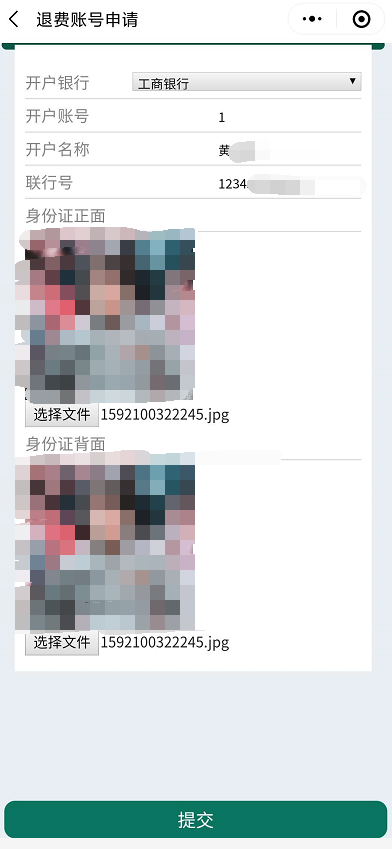 退费账号申请
开户银行 工商银行
开户账号 1
开户名称 黄
联行号 1234
身份证正面
选择文件 1592100322245.jpg
身份证背面
选择文件 1592100322245.jpg
提交